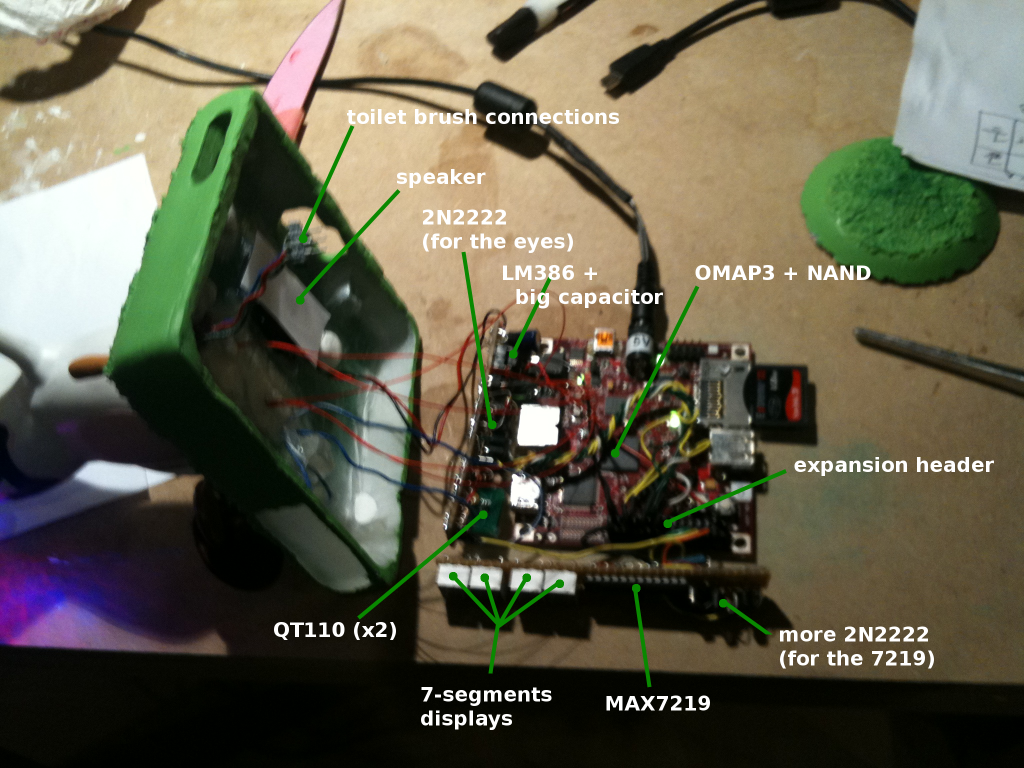 toilet brush connections
speaker
2N2222
(for the eyes)
LM386 +
big capacitor
OMAP3 + NAND
expansion header
QT110 (x2)
more 2N2222
(for the 7219)
7-segments
displays
MAX7219